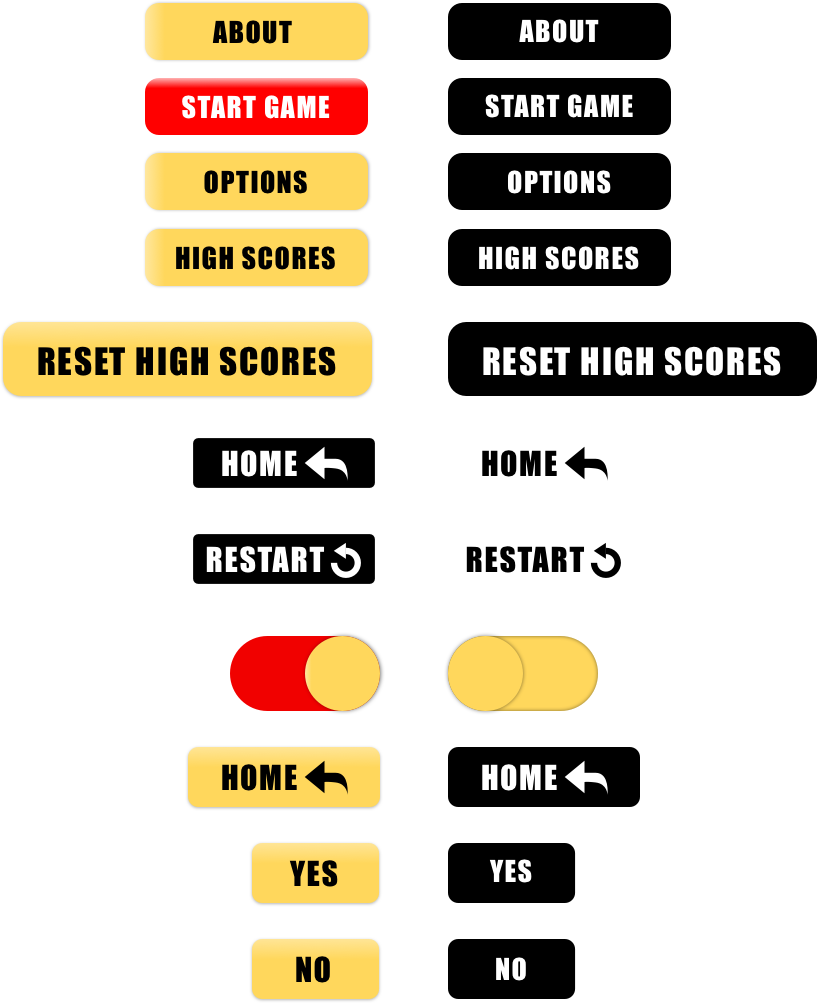 ABOUT
ABOUT
START GAME
START GAME
OPTIONS
OPTIONS
HIGH SCORES
HIGH SCORES
RESET HIGH SCORES
RESET HIGH SCORES
HOME
HOME
RESTART
RESTART
HOME
HOME
YES
YES
NO
NO